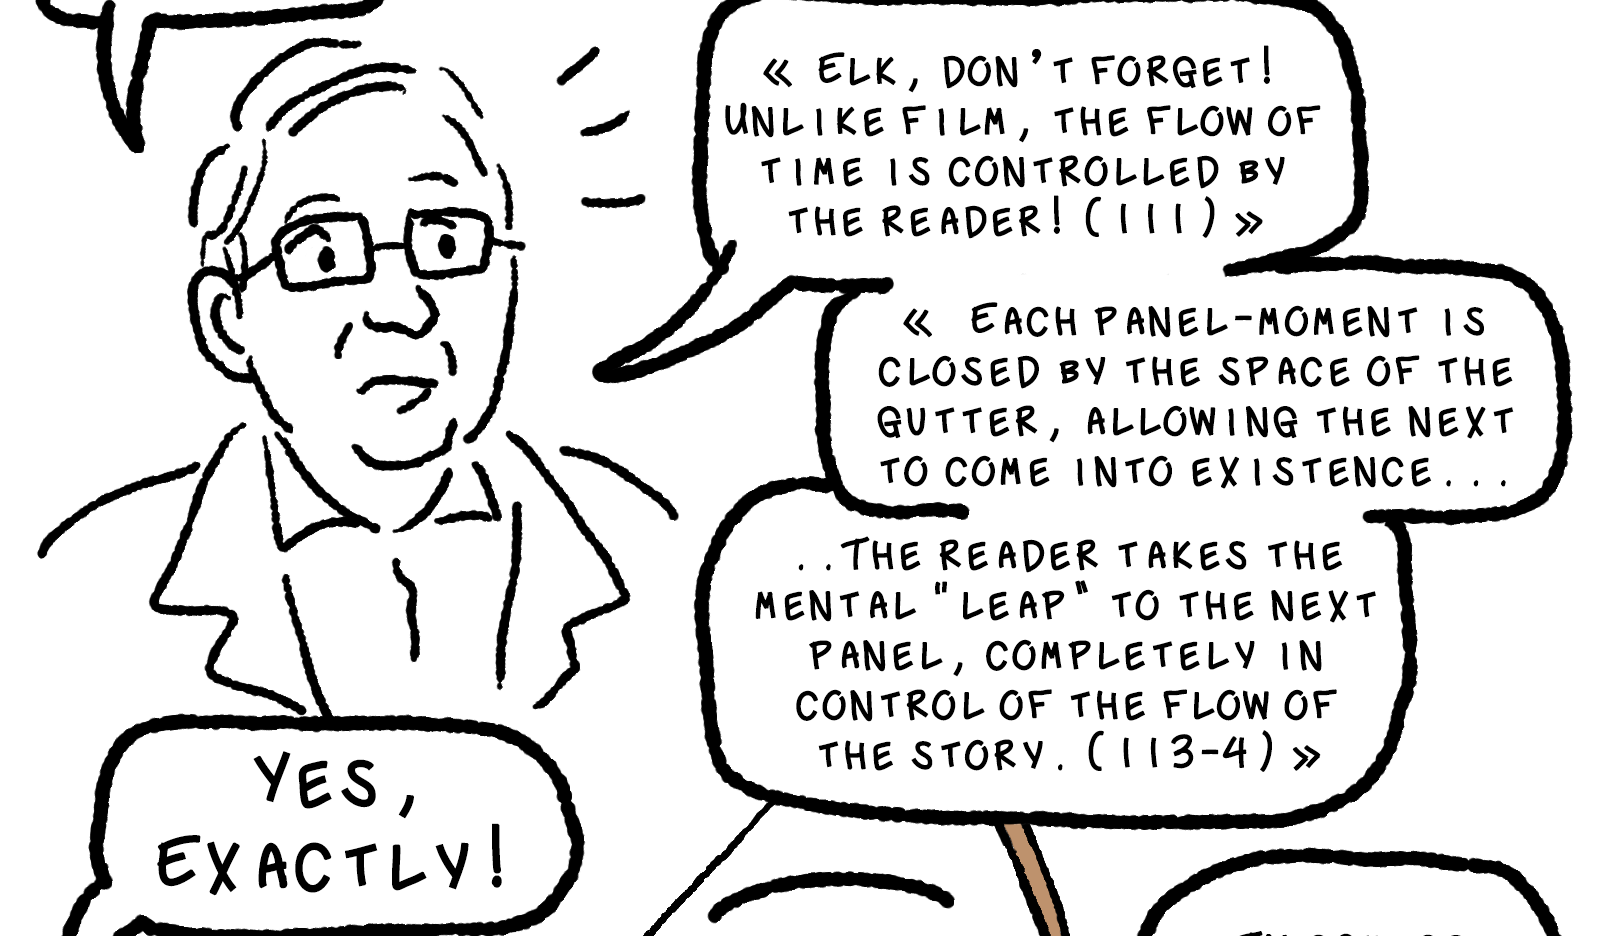 « ELK, DON'T FORGET!
UNLIKE FILM, THE FLOW OF
TIME IS CONTROLLED BY
THE READER! (111) »
« EACH PANEL-MOMENT IS
CLOSED BY THE SPACE OF THE
GUTTER, ALLOWING THE NEXT
TO COME INTO EXISTENCE...
..THE READER TAKES THE
MENTAL "LEAP" TO THE NEXT
PANEL, COMPLETELY IN
CONTROL OF THE FLOW OF
THE STORY. (113-4) »
YES,
EXACTLY!